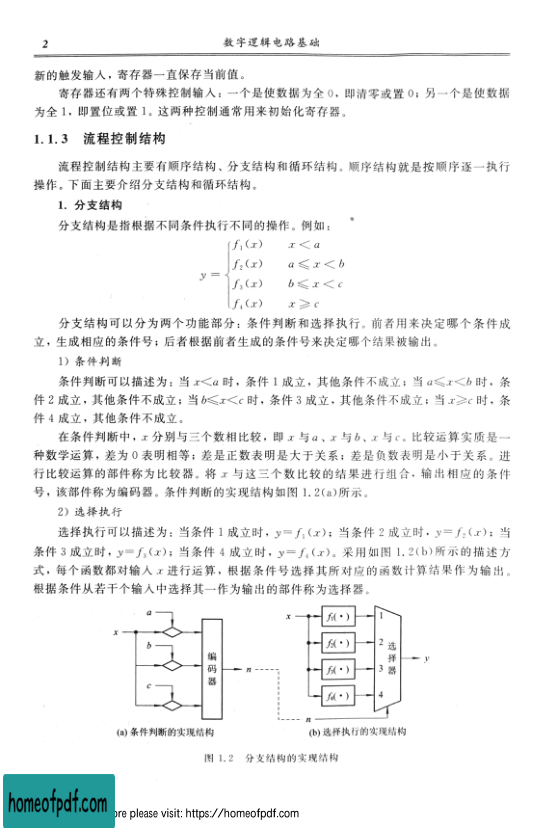 2
数字逻辑电路基础
新的触发输入，寄存器一直保存当前值。
寄存器还有两个特殊控制输入：一个是使数据为全 0，即清零或置 0；另一个是使数据
为全 1，即置位或置 1。这两种控制通常用来初始化寄存器。
1.1.3 流程控制结构
流程控制结构主要有顺序结构、分支结构和循环结构。顺序结构就是按顺序逐一执行
操作。下面主要介绍分支结构和循环结构。
1. 分支结构
分支结构是指根据不同条件执行不同的操作。例如：
f₁(x) x＜a
f₂(x) a≤x＜b
y=
f₃(x) b≤x＜c
f₄(x) x≥c
分支结构可以分为两个功能部分：条件判断和选择执行。前者用来决定哪个条件成
立，生成相应的条件号；后者根据前者生成的条件号来决定哪个结果被输出。
1) 条件判断
条件判断可以描述为：当 x<a 时，条件 1 成立，其他条件不成立；当 a≤x<b 时，条
件 2 成立，其他条件不成立；当 b≤x<c 时，条件 3 成立，其他条件不成立；当 x≥c 时，条
件 4 成立，其他条件不成立。
在条件判断中，x 分别与三个数相比较，即 x 与 a、x 与 b、x 与 c。比较运算实质是一
种数学运算，差为 0 表明相等；差是正数表明是大于关系；差是负数表明是小于关系。进
行比较运算的部件称为比较器。将 x 与这三个数比较的结果进行组合，输出相应的条件
号，该部件称为编码器。条件判断的实现结构如图 1.2(a)所示。
2) 选择执行
选择执行可以描述为：当条件 1 成立时，y=f₁(x)；当条件 2 成立时，y=f₂(x)；当
条件 3 成立时，y=f₃(x)；当条件 4 成立时，y=f₄(x)。采用如图 1.2(b)所示的描述方
式，每个函数都对输入 x 进行运算，根据条件号选择其所对应的函数计算结果作为输出。
根据条件从若干个输入中选择其一作为输出的部件称为选择器。
a
x
b
c
编码器
n
x
f₁(·) 1
f₂(·) 2
f₃(·) 3
f₄(·) 4
选择器
y
n
(a) 条件判断的实现结构
(b) 选择执行的实现结构
图 1.2 分支结构的实现结构
homeofpdf.com
ore please visit: https://homeofpdf.com